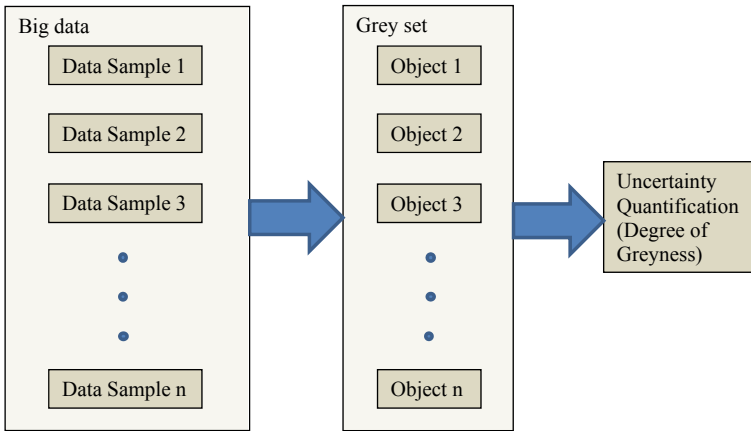 Big data
Data Sample 1
Data Sample 2
Data Sample 3
Data Sample n
Grey set
Object 1
Object 2
Object 3
Object n
Uncertainty
Quantification
(Degree of
Greyness)